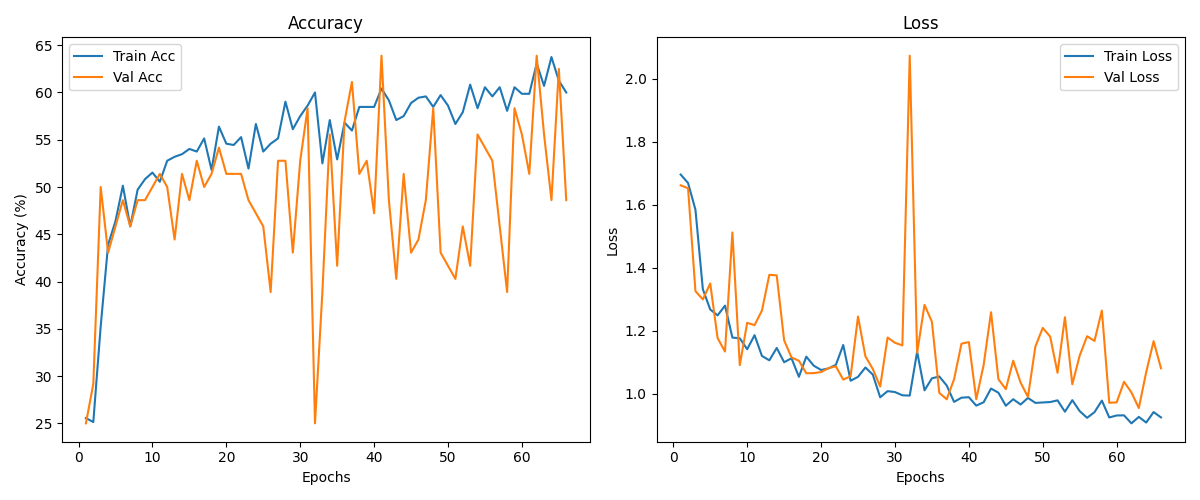 Accuracy
Train Acc
Val Acc
65
60
55
50
45
40
35
30
25
Accuracy (%)
0 10 20 30 40 50 60
Epochs
Loss
Train Loss
Val Loss
2.0
1.8
1.6
1.4
1.2
1.0
Loss
0 10 20 30 40 50 60
Epochs